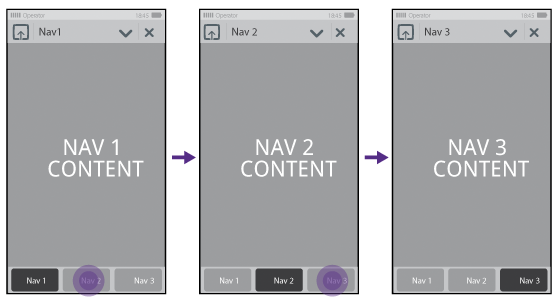 Operator 18:45
Nav1
NAV 1
CONTENT
Nav 1 Nav 2 Nav 3
Operator 18:45
Nav 2
NAV 2
CONTENT
Nav 1 Nav 2 Nav 3
Operator 18:45
Nav 3
NAV 3
CONTENT
Nav 1 Nav 2 Nav 3